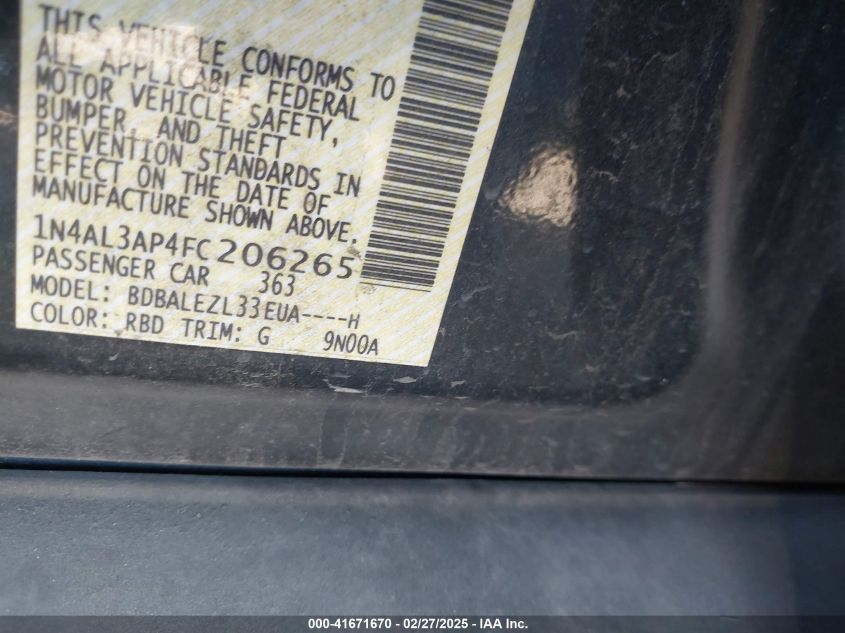 THIS VEHICLE CONFORMS TO
ALL APPLICABLE FEDERAL
MOTOR VEHICLE SAFETY,
BUMPER, AND THEFT
PREVENTION STANDARDS IN
EFFECT ON THE DATE OF
MANUFACTURE SHOWN ABOVE.
1N4AL3AP4FC206265
PASSENGER CAR 363
MODEL: BDBALEZL33EUA----H
COLOR: RBD TRIM: G 9N00A
000-41671670 - 02/27/2025 - IAA Inc.